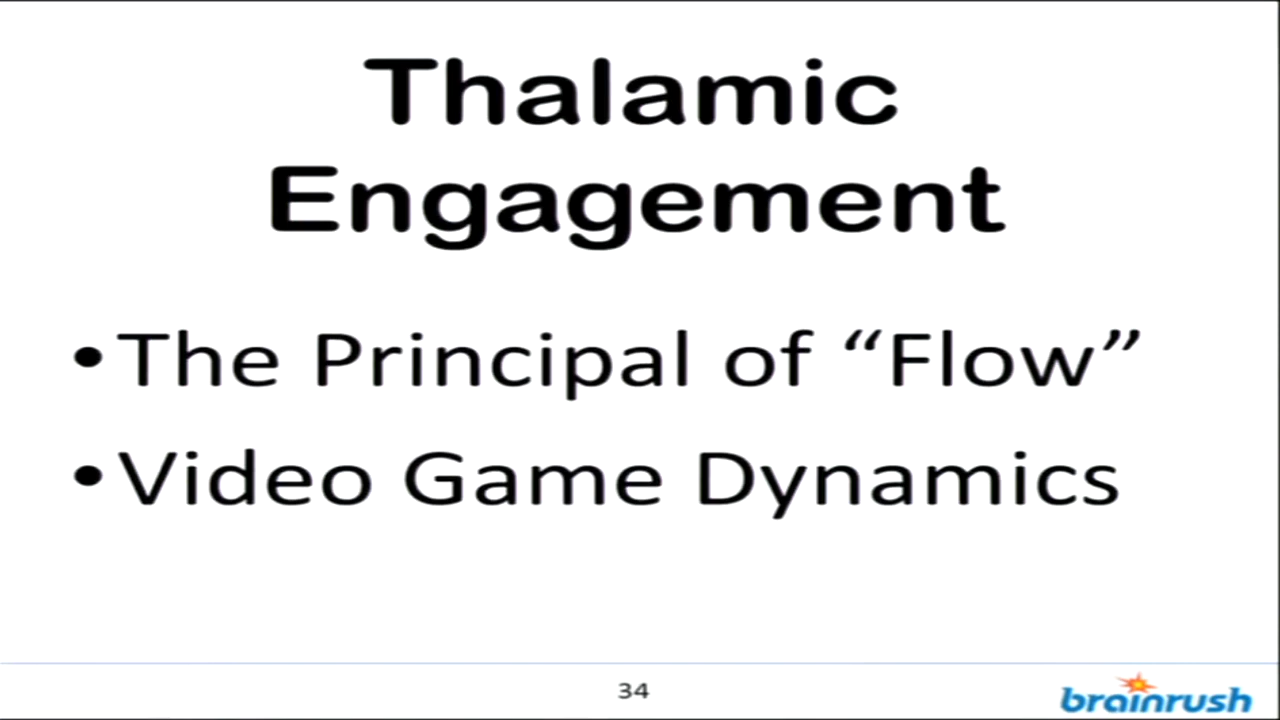 Thalamic
Engagement
• The Principal of “Flow”
• Video Game Dynamics
34
brainrush